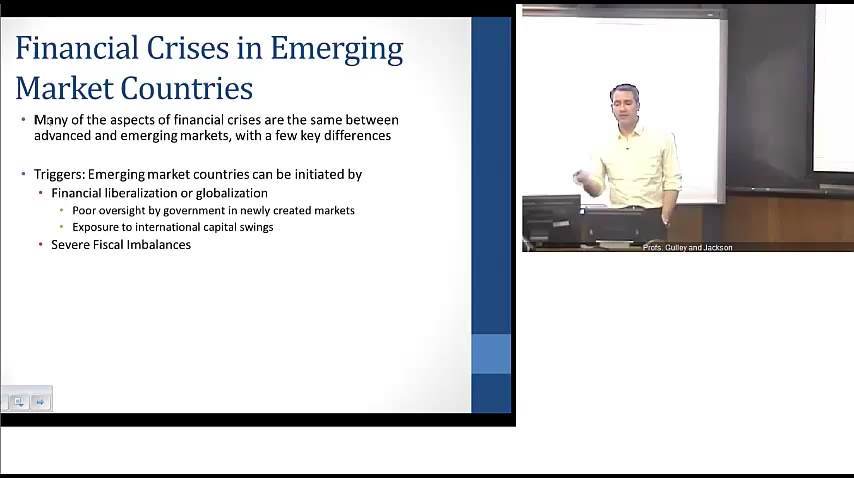 Financial Crises in Emerging
Market Countries
• Many of the aspects of financial crises are the same between
advanced and emerging markets, with a few key differences
• Triggers: Emerging market countries can be initiated by
• Financial liberalization or globalization
• Poor oversight by government in newly created markets
• Exposure to international capital swings
• Severe Fiscal Imbalances
Profs. Gulley and Jackson